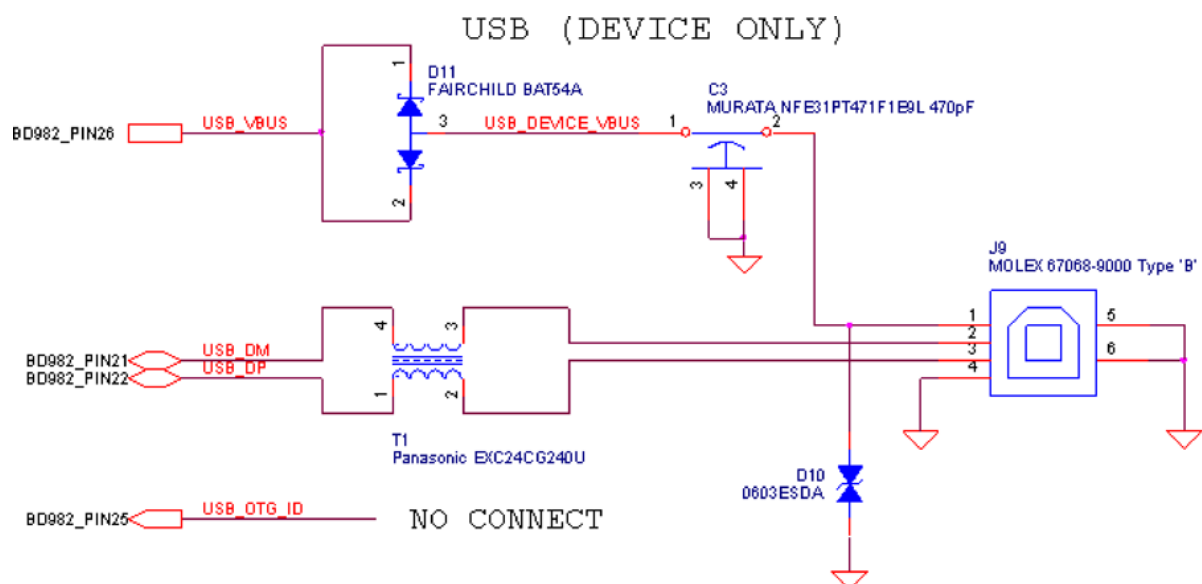 USB (DEVICE ONLY)
1
D11
FAIRCHILD BAT54A
C3
MURATA NFE31PT471F1E9L 470pF
BD982_PIN26
USB_VBUS
3
USB_DEVICE_VBUS
1
2
3
4
2
J9
MOLEX 67068-9000 Type 'B'
4
3
1
2
3
4
5
6
BD982_PIN21
USB_DM
BD982_PIN22
USB_DP
1
2
T1
Panasonic EXC24CG240U
D10
0603ESDA
BD982_PIN25
USB_OTG_ID
NO CONNECT